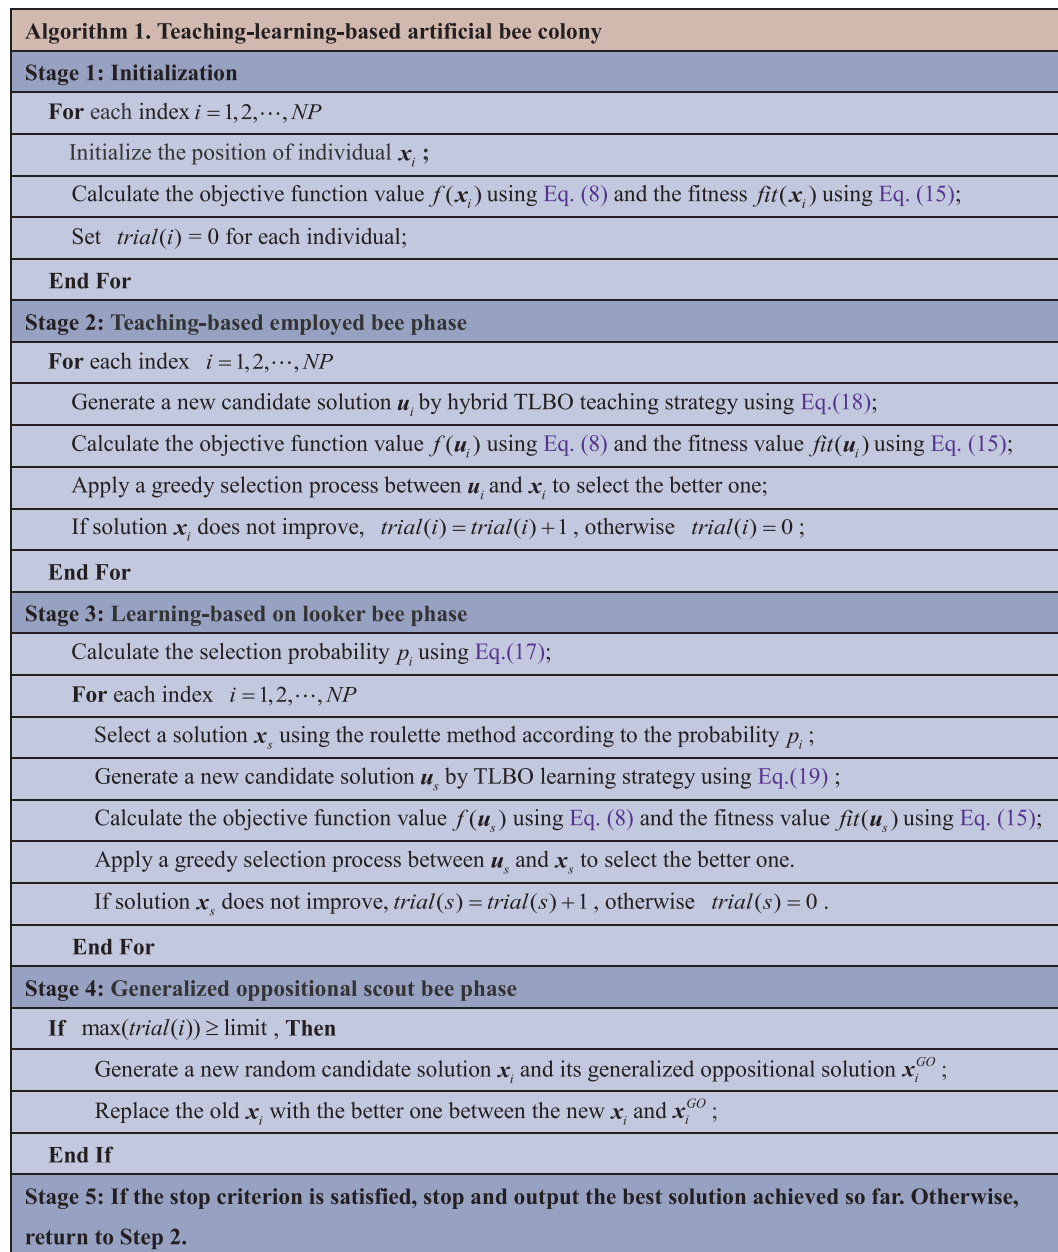 Algorithm 1. Teaching-learning-based artificial bee colony
Stage 1: Initialization
For each index i = 1, 2, ⋯, NP
Initialize the position of individual x_i ;
Calculate the objective function value f(x_i) using Eq. (8) and the fitness fit(x_i) using Eq. (15);
Set trial(i) = 0 for each individual;
End For
Stage 2: Teaching-based employed bee phase
For each index i = 1, 2, ⋯, NP
Generate a new candidate solution u_i by hybrid TLBO teaching strategy using Eq.(18);
Calculate the objective function value f(u_i) using Eq. (8) and the fitness value fit(u_i) using Eq. (15);
Apply a greedy selection process between u_i and x_i to select the better one;
If solution x_i does not improve, trial(i) = trial(i) + 1 , otherwise trial(i) = 0 ;
End For
Stage 3: Learning-based on looker bee phase
Calculate the selection probability p_i using Eq.(17);
For each index i = 1, 2, ⋯, NP
Select a solution x_s using the roulette method according to the probability p_i ;
Generate a new candidate solution u_s by TLBO learning strategy using Eq.(19) ;
Calculate the objective function value f(u_s) using Eq. (8) and the fitness value fit(u_s) using Eq. (15);
Apply a greedy selection process between u_s and x_s to select the better one.
If solution x_s does not improve, trial(s) = trial(s) + 1 , otherwise trial(s) = 0 .
End For
Stage 4: Generalized oppositional scout bee phase
If max(trial(i)) ≥ limit , Then
Generate a new random candidate solution x_i and its generalized oppositional solution x_i^GO ;
Replace the old x_i with the better one between the new x_i and x_i^GO ;
End If
Stage 5: If the stop criterion is satisfied, stop and output the best solution achieved so far. Otherwise,
return to Step 2.